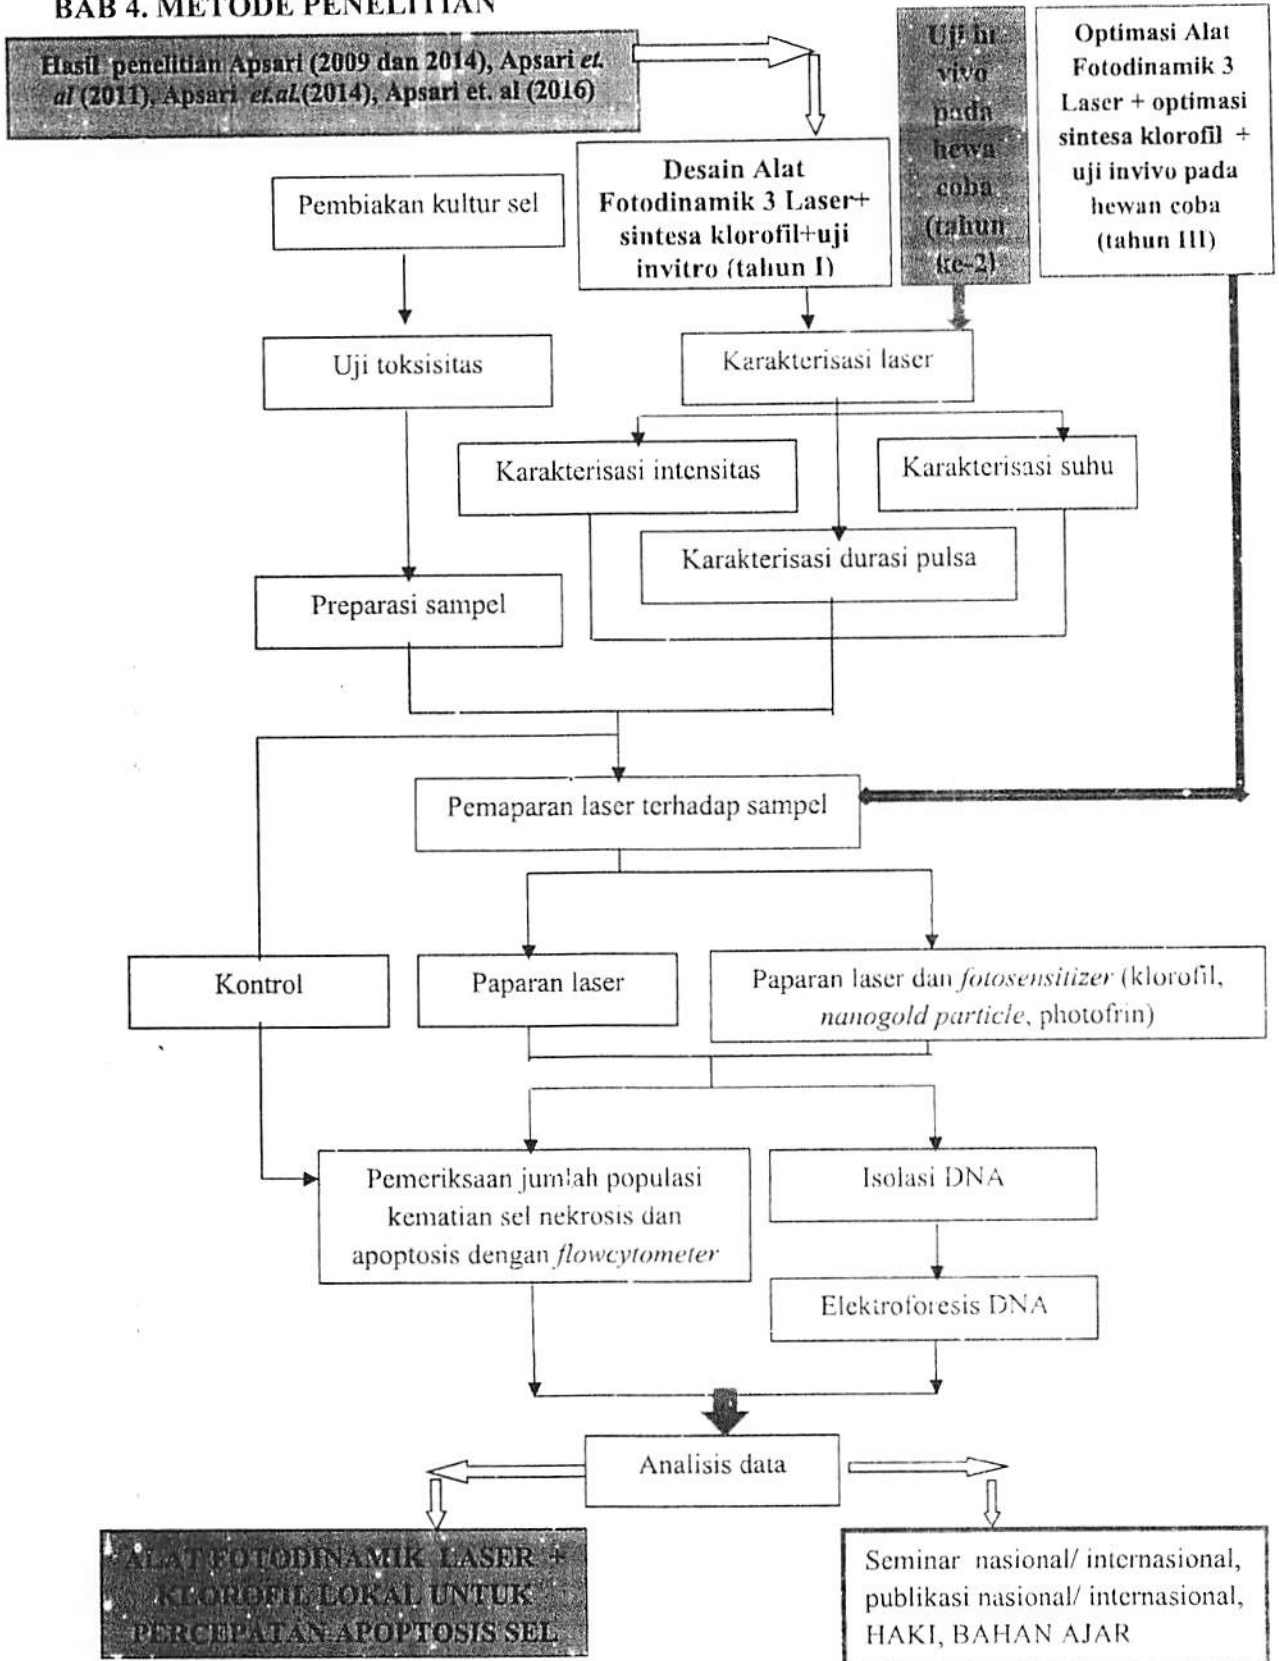 BAB 4. METODE PENELITIAN
Hasil penelitian Apsari (2009 dan 2014), Apsari et.
al (2011), Apsari et.al.(2014), Apsari et. al (2016)
Uji in
vivo
pada
hewa
coba
(tahun
ke-2)
Optimasi Alat
Fotodinamik 3
Laser + optimasi
sintesa klorofil +
uji invivo pada
hewan coba
(tahun III)
Desain Alat
Fotodinamik 3 Laser+
sintesa klorofil+uji
invitro (tahun I)
Pembiakan kultur sel
Uji toksisitas
Karakterisasi laser
Karakterisasi intensitas
Karakterisasi suhu
Karakterisasi durasi pulsa
Preparasi sampel
Pemaparan laser terhadap sampel
Kontrol
Paparan laser
Paparan laser dan fotosensitizer (klorofil,
nanogold particle, photofrin)
Pemeriksaan jumlah populasi
kematian sel nekrosis dan
apoptosis dengan flowcytometer
Isolasi DNA
Elektroforesis DNA
Analisis data
ALAT FOTODINAMIK LASER +
KLOROFIL LOKAL UNTUK
PERCEPATAN APOPTOSIS SEL
Seminar nasional/ internasional,
publikasi nasional/ internasional,
HAKI, BAHAN AJAR